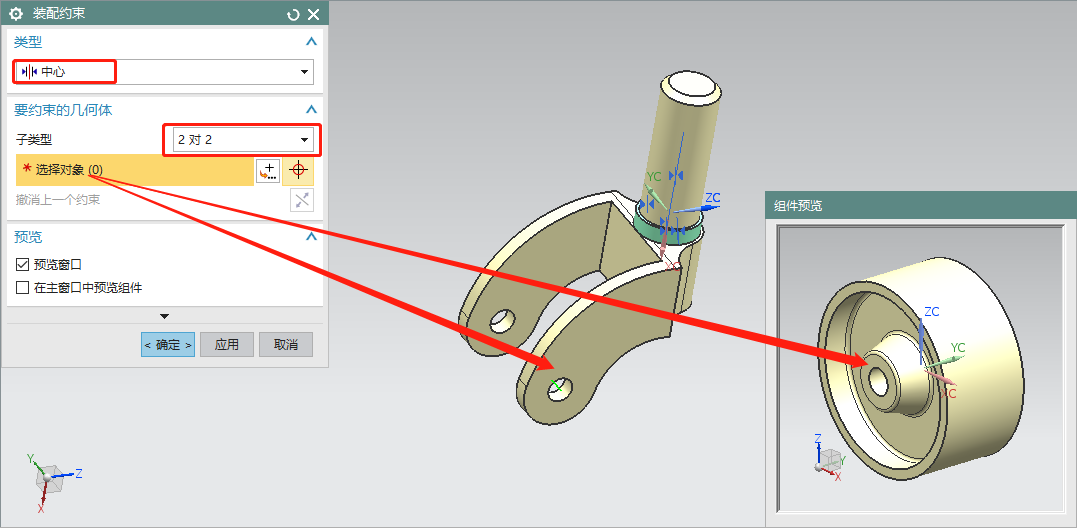 装配约束
类型
中心
要约束的几何体
子类型
2 对 2
* 选择对象 (0)
撤消上一个约束
预览
预览窗口
在主窗口中预览组件
< 确定 >
应用
取消
YC
ZC
组件预览
ZC
YC
XC
Z
Y
X
Y
Z
X